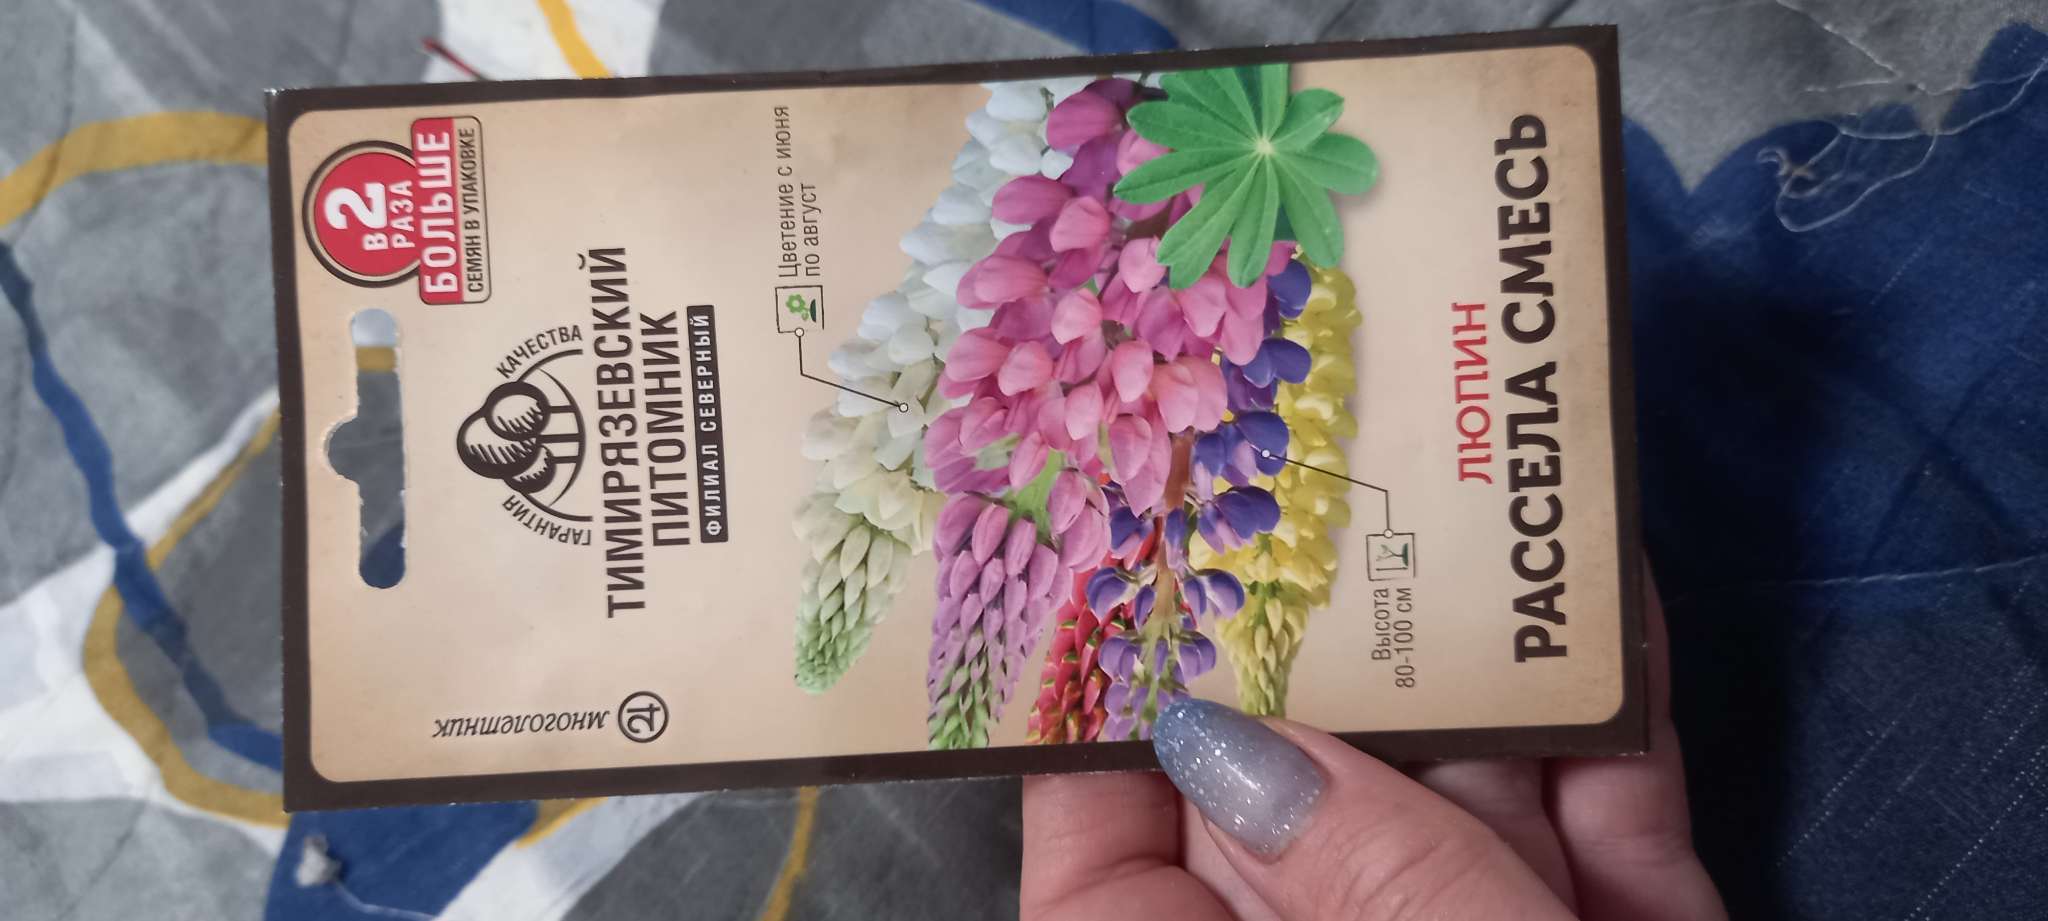 В 2
РАЗА
БОЛЬШЕ
СЕМЯН В УПАКОВКЕ
ГАРАНТИЯ КАЧЕСТВА
ТИМИРЯЗЕВСКИЙ
ПИТОМНИК
ФИЛИАЛ СЕВЕРНЫЙ
многолетник
Цветение с июня
по август
Высота
80-100 см
ЛЮПИН
РАССЕЛА СМЕСЬ